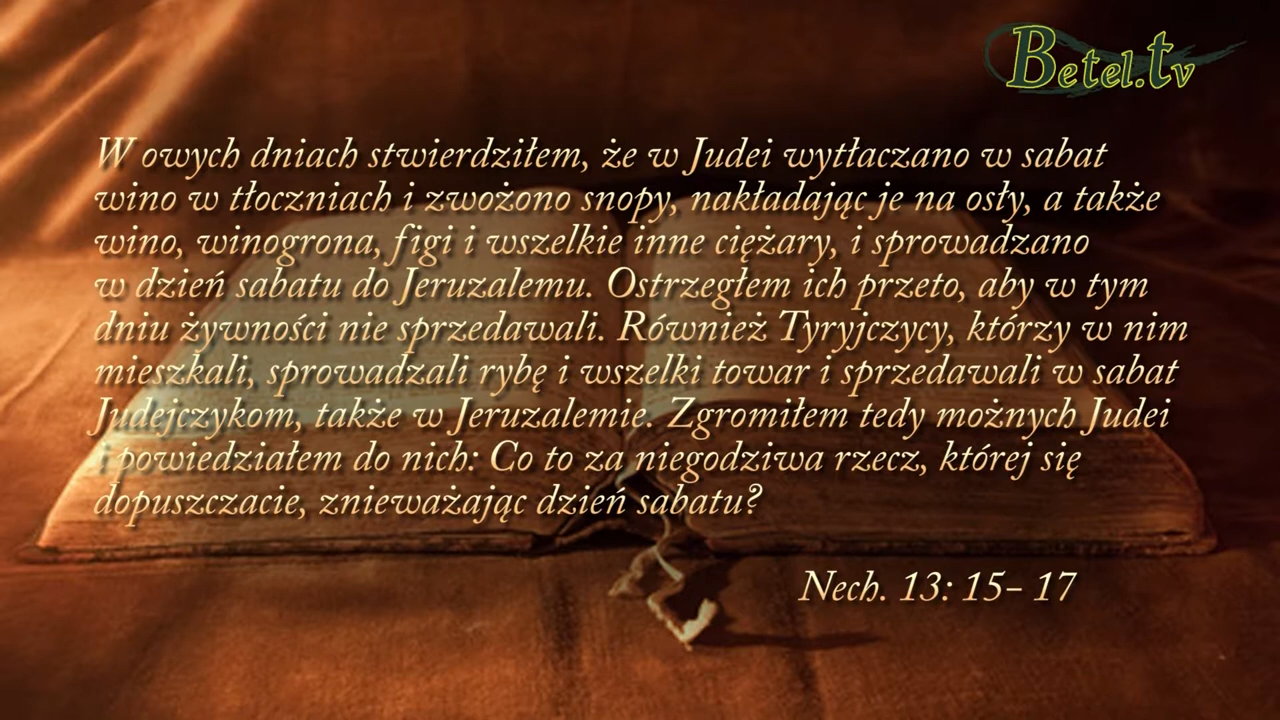 Betel.tv
W owych dniach stwierdziłem, że w Judei wytłaczano w sabat
wino w tłoczniach i zwożono snopy, nakładając je na osły, a także
wino, winogrona, figi i wszelkie inne ciężary, i sprowadzano
w dzień sabatu do Jeruzalemu. Ostrzegłem ich przeto, aby w tym
dniu żywności nie sprzedawali. Również Tyryjczycy, którzy w nim
mieszkali, sprowadzali rybę i wszelki towar i sprzedawali w sabat
Judejczykom, także w Jeruzalemie. Zgromiłem tedy możnych Judei
i powiedziałem do nich: Co to za niegodziwa rzecz, której się
dopuszczacie, znieważając dzień sabatu?
Nech. 13: 15– 17